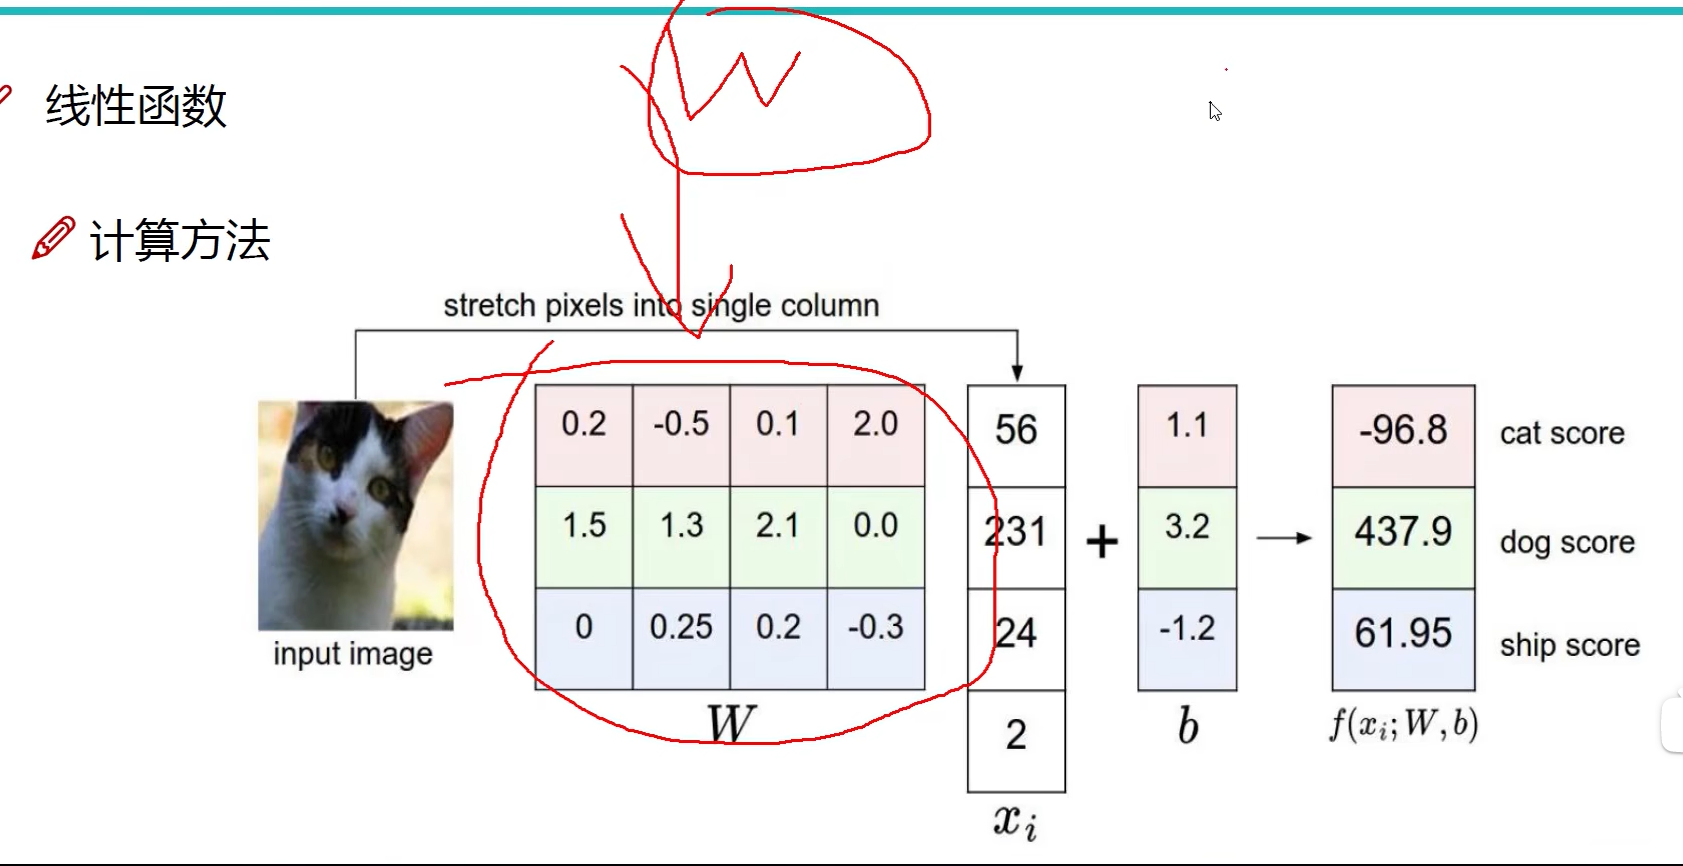 W
线性函数
计算方法
stretch pixels into single column
0.2 -0.5 0.1 2.0 56 1.1 -96.8 cat score
1.5 1.3 2.1 0.0 231 + 3.2 437.9 dog score
0 0.25 0.2 -0.3 24 -1.2 61.95 ship score
input image
W 2 b f(xᵢ; W, b)
xᵢ